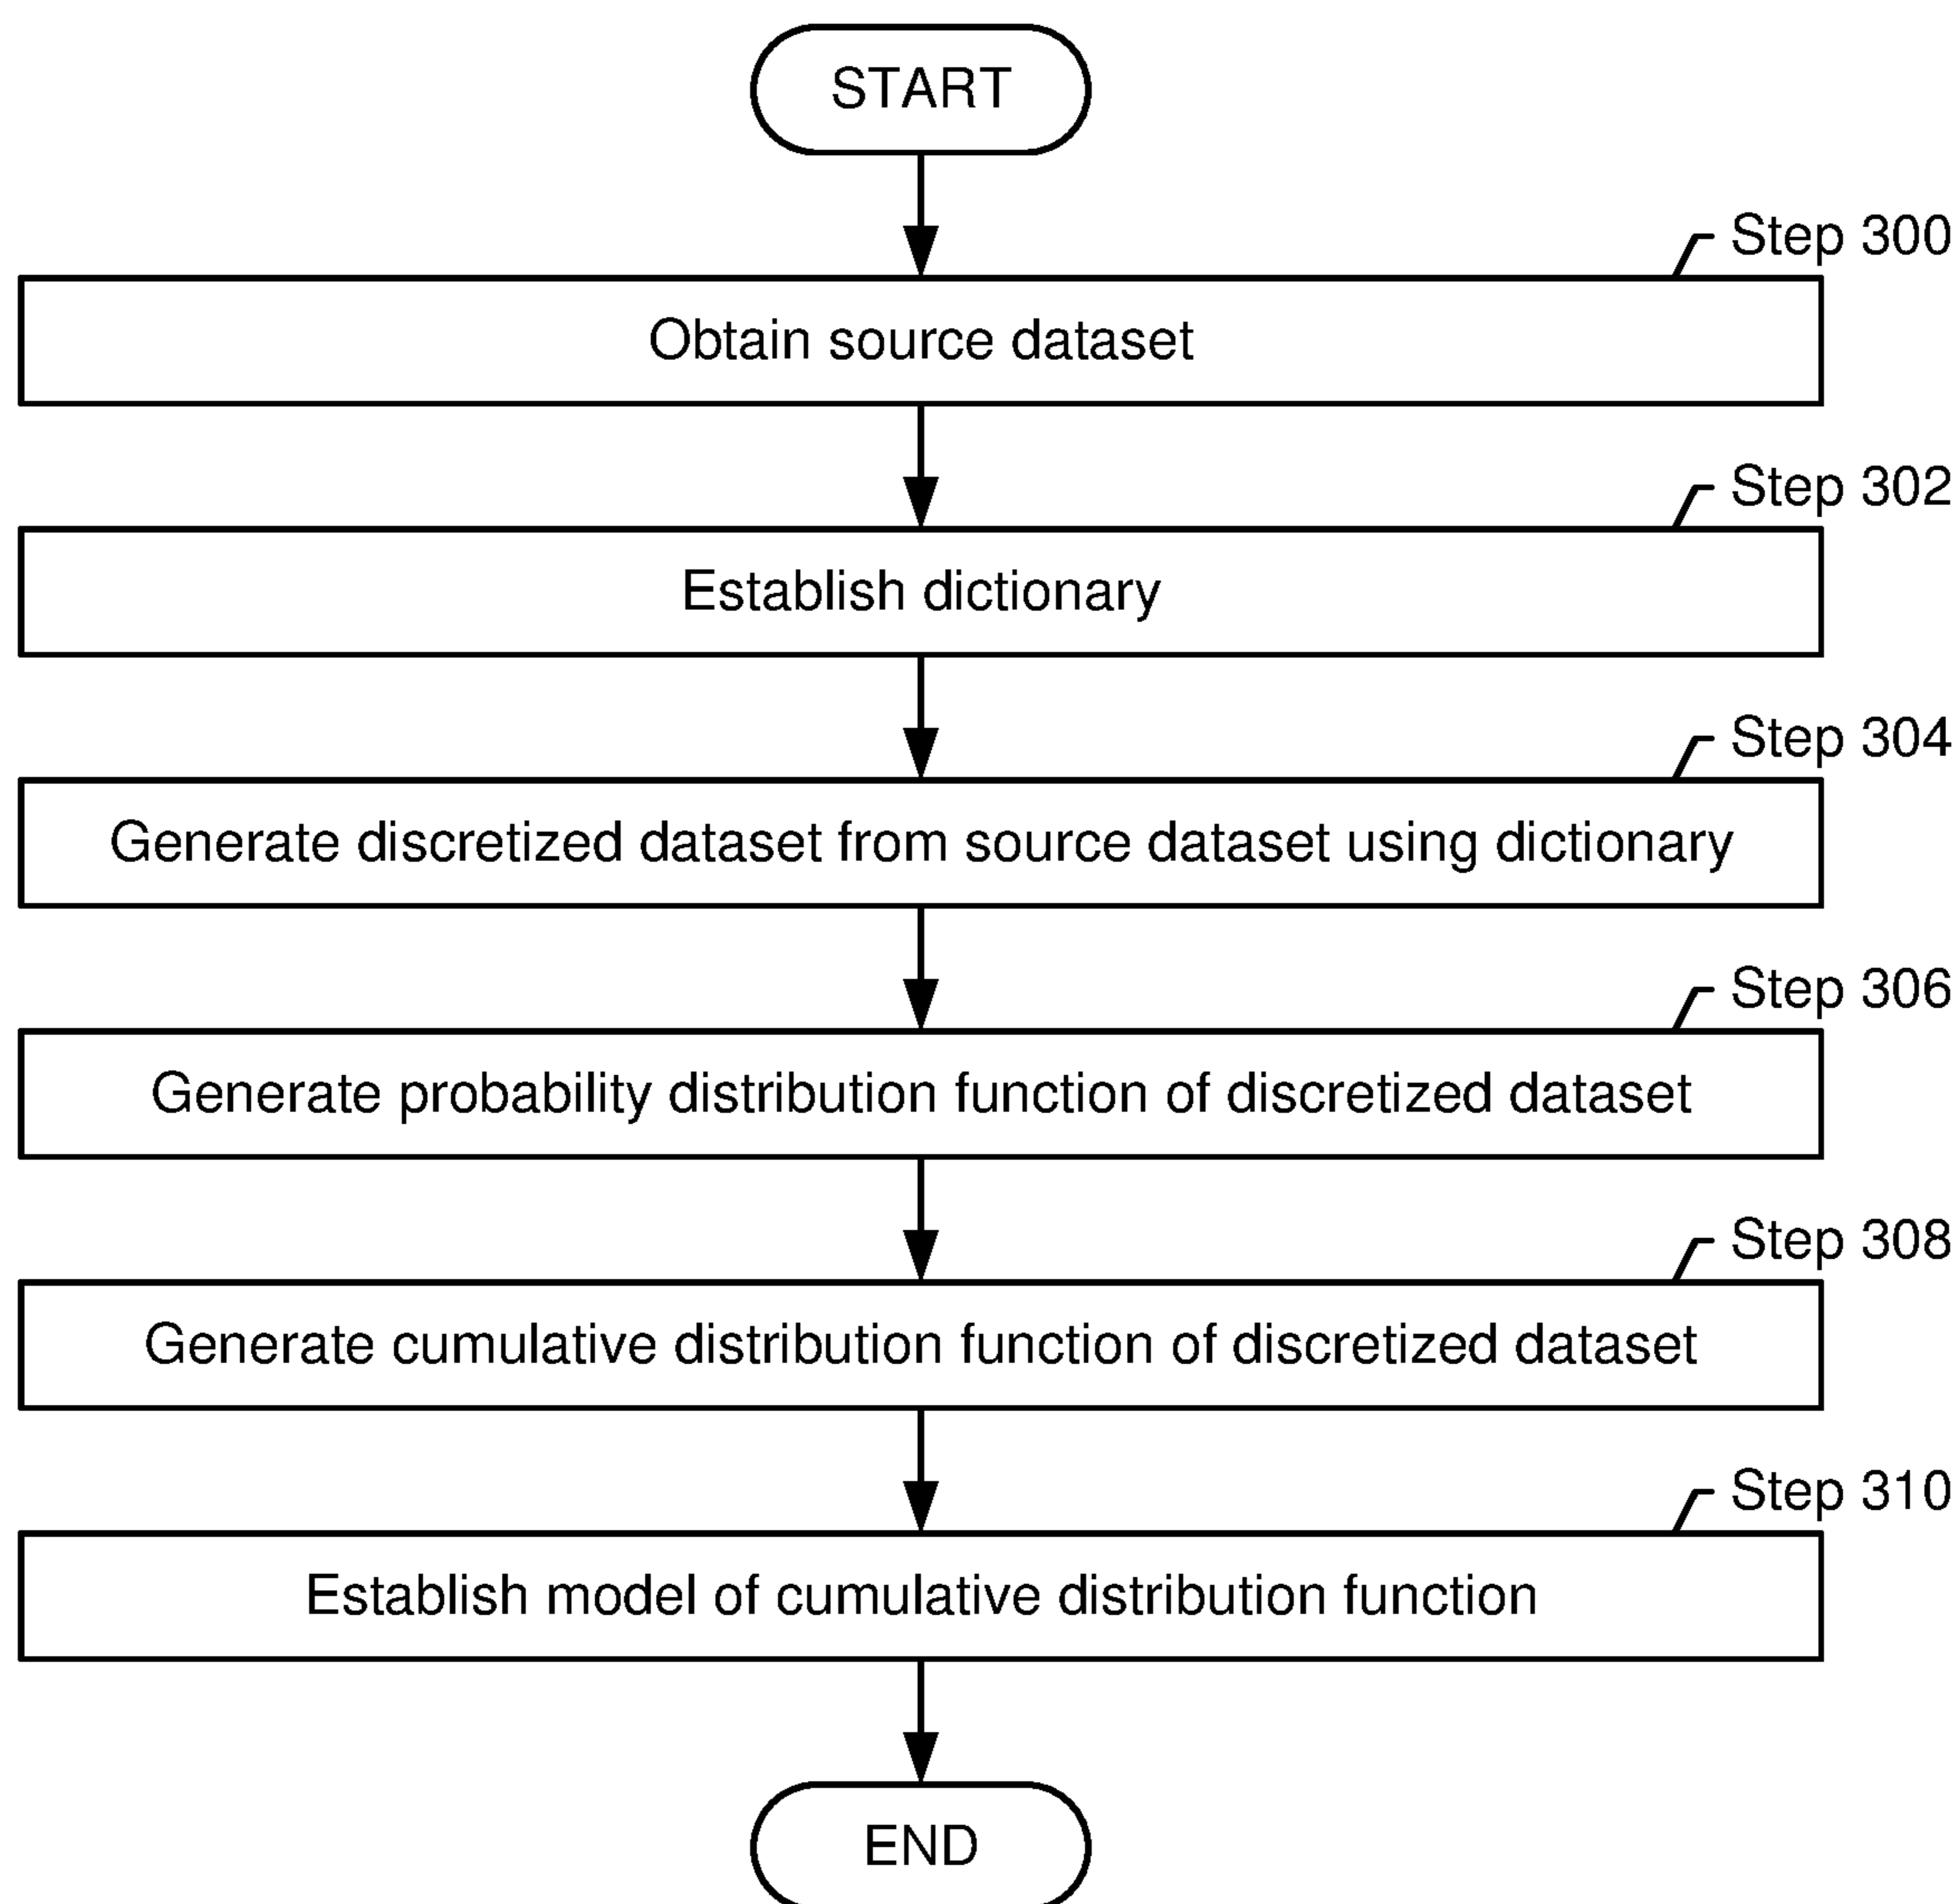 START
Step 300
Obtain source dataset
Step 302
Establish dictionary
Step 304
Generate discretized dataset from source dataset using dictionary
Step 306
Generate probability distribution function of discretized dataset
Step 308
Generate cumulative distribution function of discretized dataset
Step 310
Establish model of cumulative distribution function
END